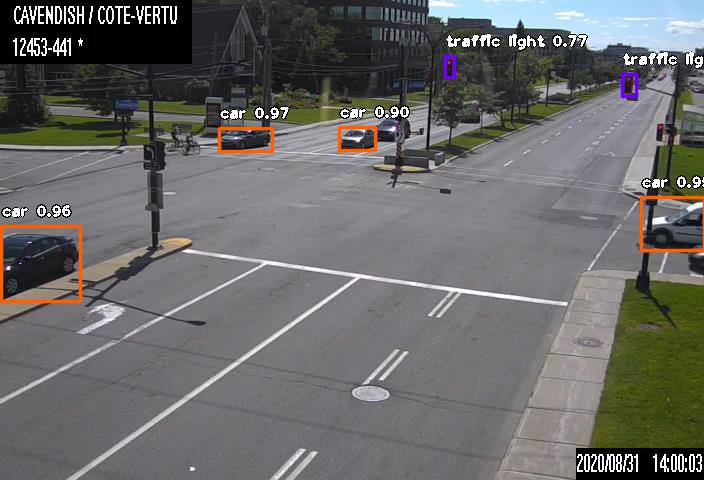 CAVENDISH / COTE-VERTU
12453-441 *
traffic light 0.77
traffic lig
car 0.97
car 0.90
car 0.9
car 0.96
2020/08/31 14:00:03